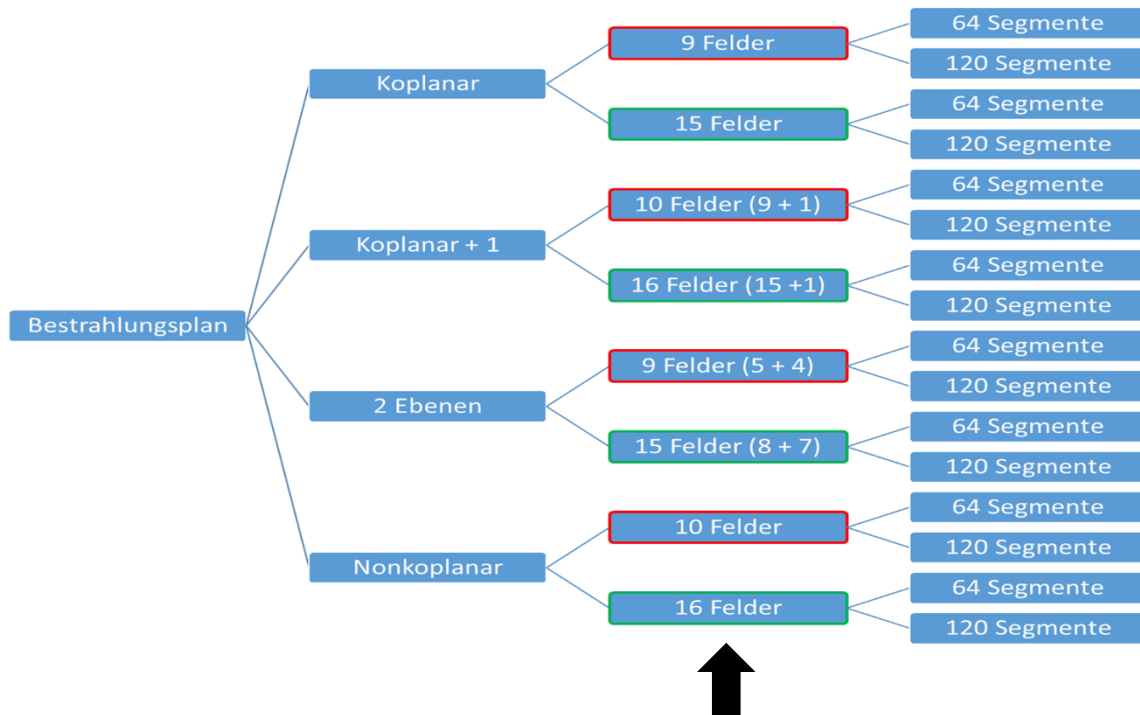 Bestrahlungsplan
Koplanar
9 Felder
64 Segmente
120 Segmente
15 Felder
64 Segmente
120 Segmente
Koplanar + 1
10 Felder (9 + 1)
64 Segmente
120 Segmente
16 Felder (15 +1)
64 Segmente
120 Segmente
2 Ebenen
9 Felder (5 + 4)
64 Segmente
120 Segmente
15 Felder (8 + 7)
64 Segmente
120 Segmente
Nonkoplanar
10 Felder
64 Segmente
120 Segmente
16 Felder
64 Segmente
120 Segmente